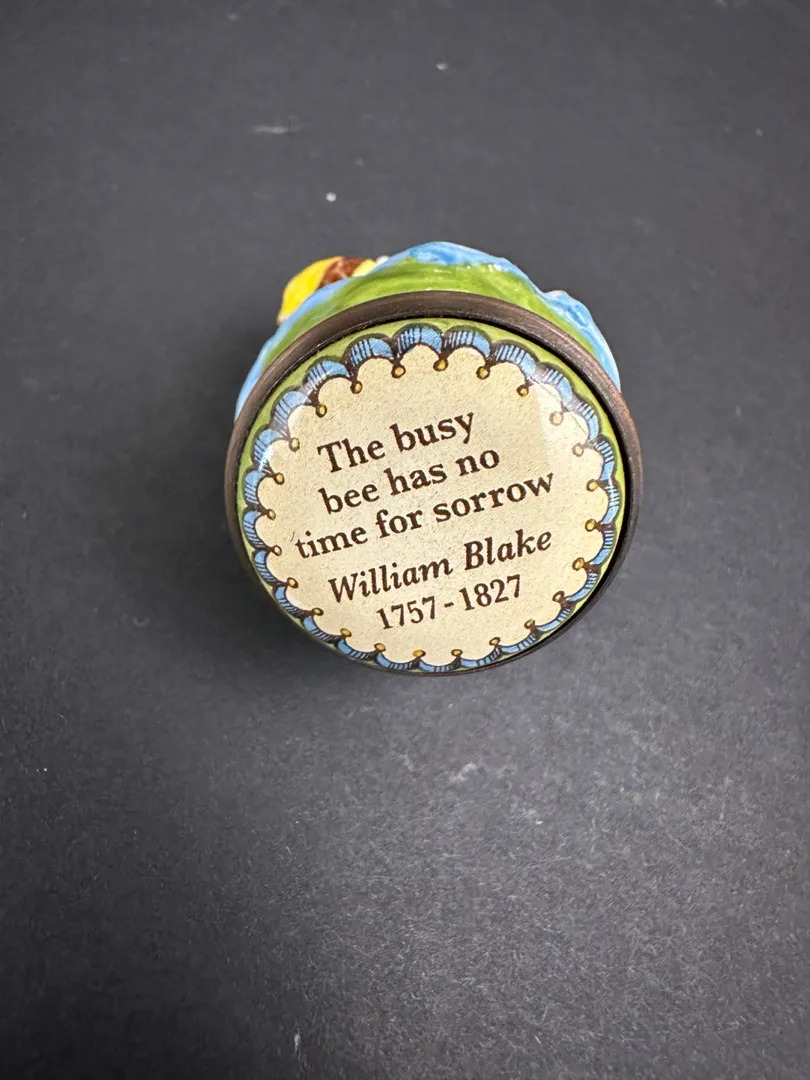 The busy
bee has no
time for sorrow
William Blake
1757-1827